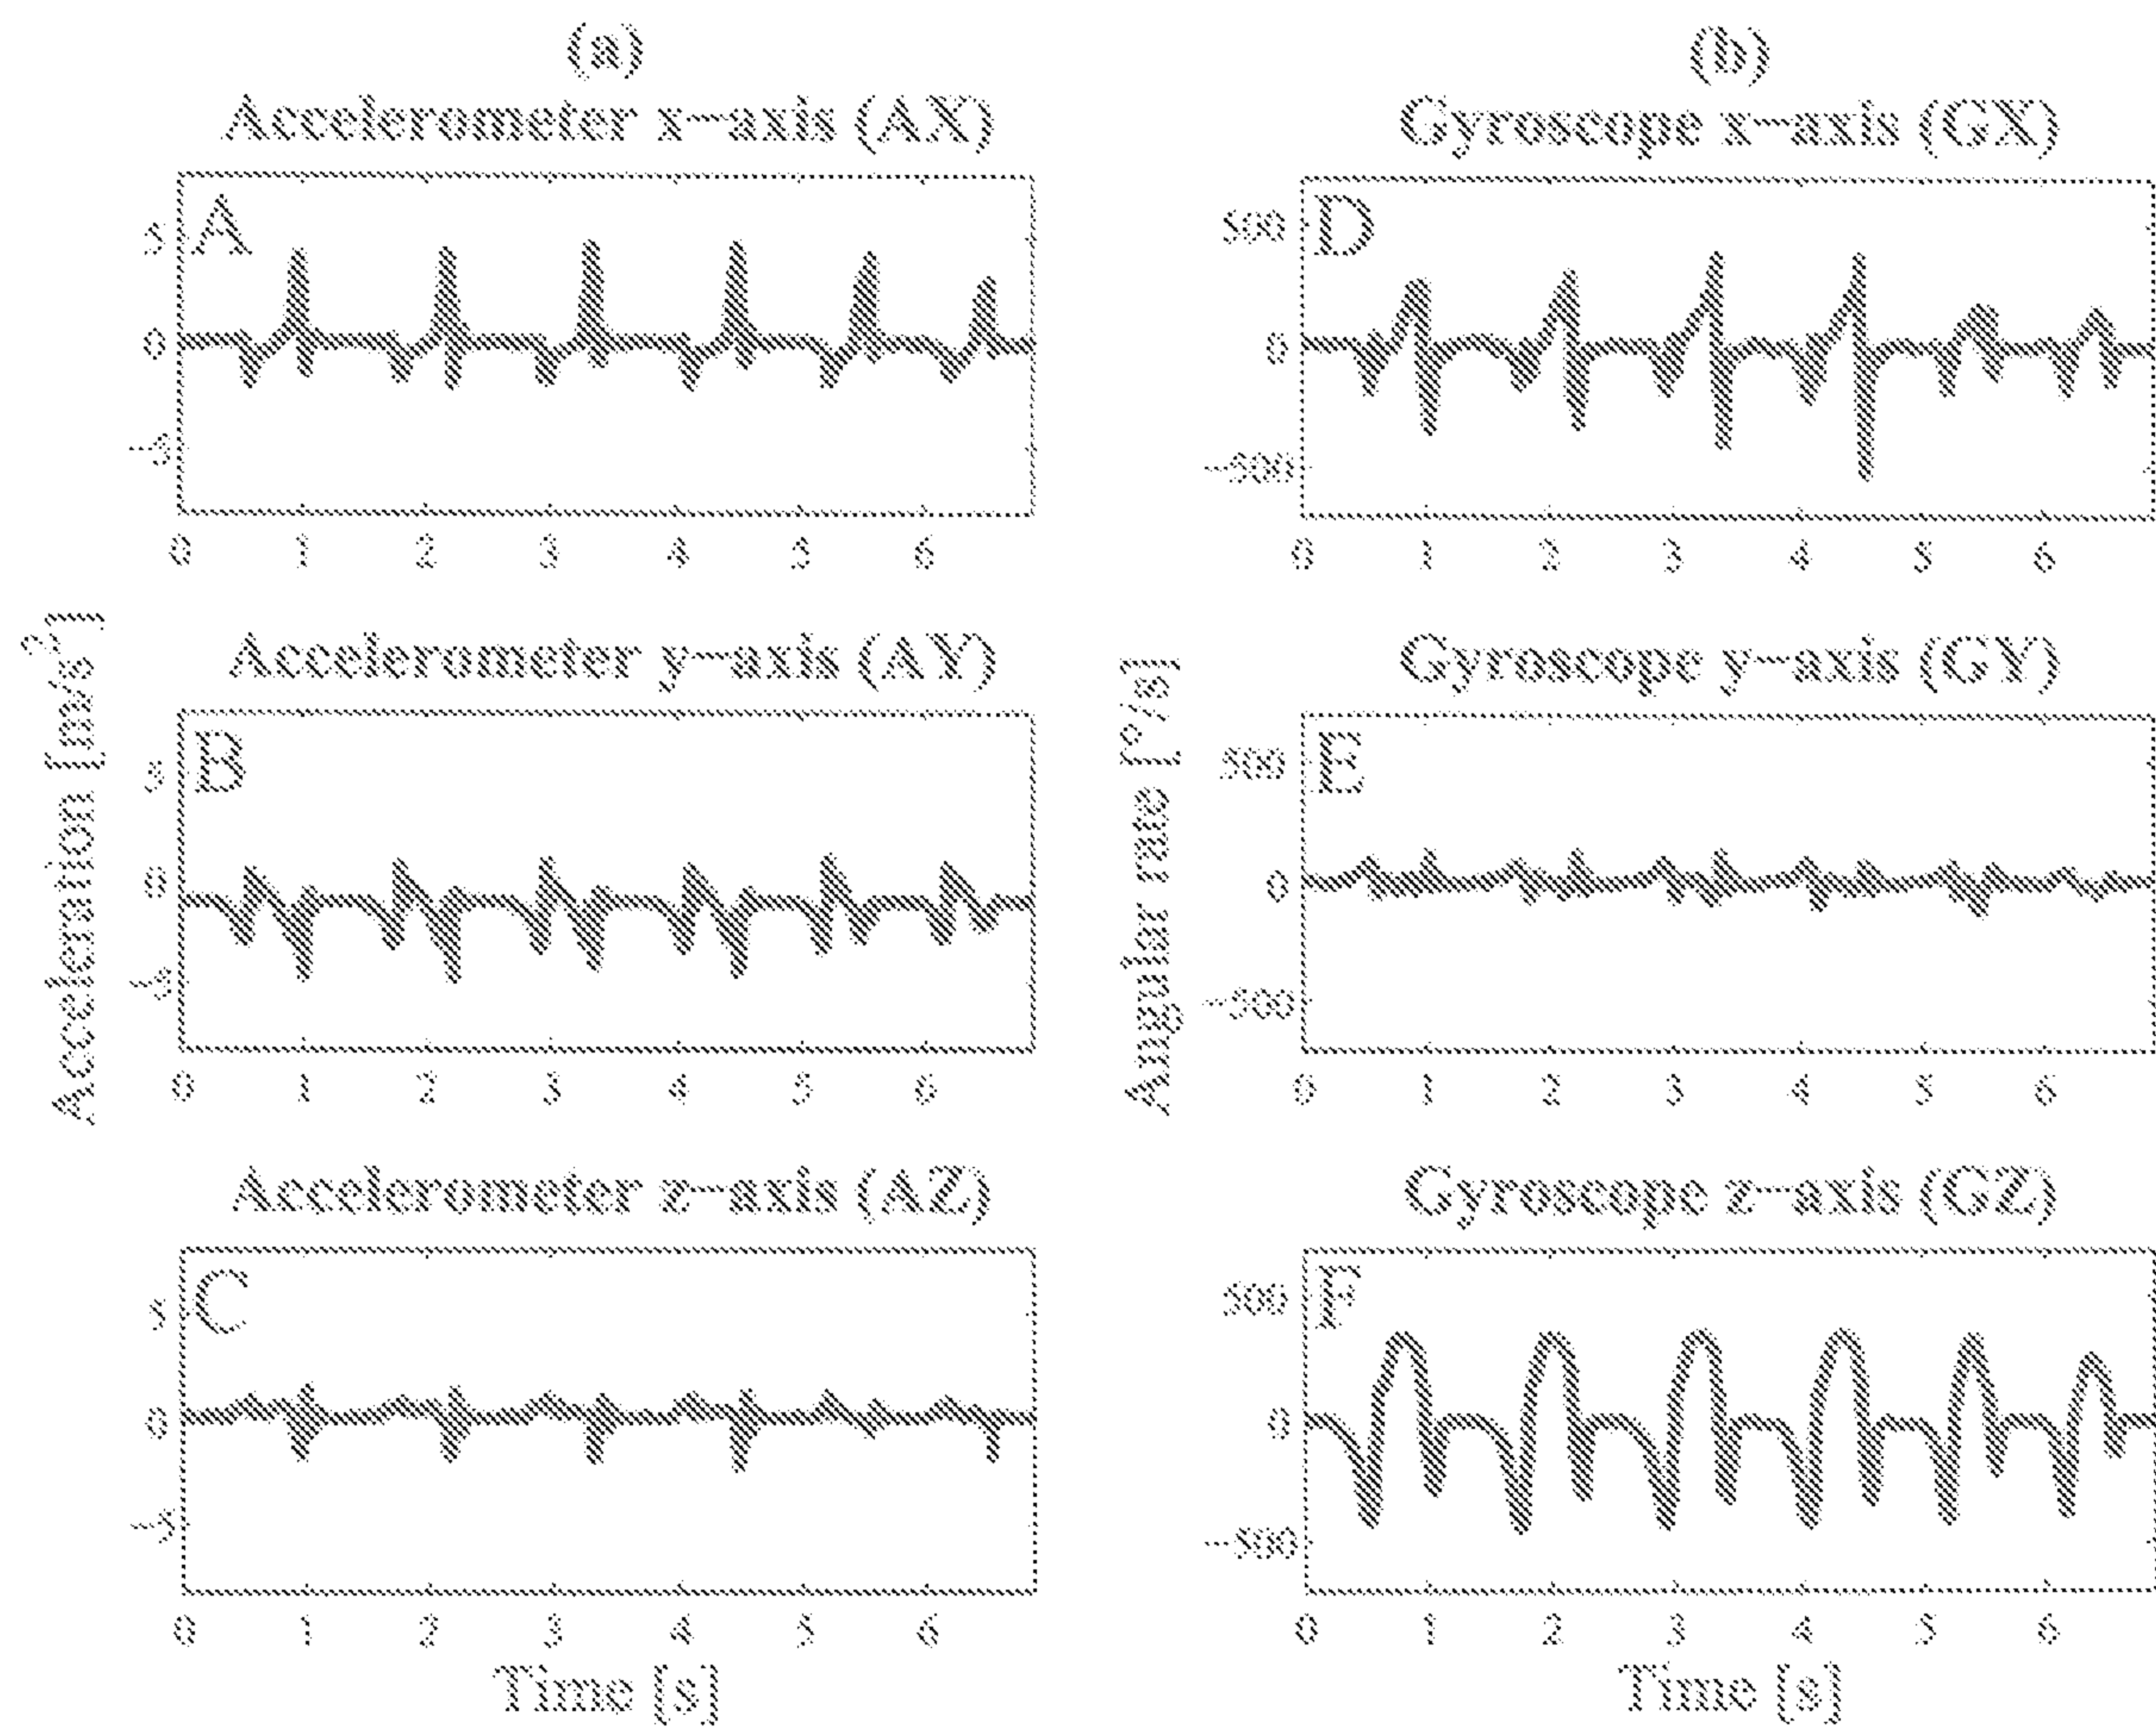 (a)
Accelerometer x-axis (AX)
A
5
0
-5
0 1 2 3 4 5 6
Accelerometer y-axis (AY)
B
5
0
-5
0 1 2 3 4 5 6
Accelerometer z-axis (AZ)
C
5
0
-5
0 1 2 3 4 5 6
Time [s]
Acceleration [m/s²]
(b)
Gyroscope x-axis (GX)
D
500
0
-500
0 1 2 3 4 5 6
Gyroscope y-axis (GY)
E
500
0
-500
0 1 2 3 4 5 6
Gyroscope z-axis (GZ)
F
500
0
-500
0 1 2 3 4 5 6
Time [s]
Angular rate [°/s]